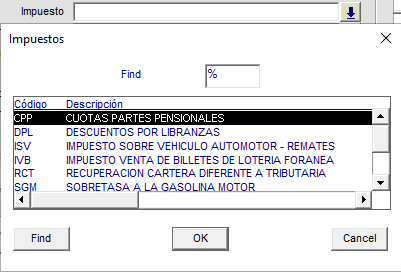 Impuesto
Impuestos
Find %
Código Descripción
CPP CUOTAS PARTES PENSIONALES
DPL DESCUENTOS POR LIBRANZAS
ISV IMPUESTO SOBRE VEHICULO AUTOMOTOR - REMATES
IVB IMPUESTO VENTA DE BILLETES DE LOTERIA FORANEA
RCT RECUPERACION CARTERA DIFERENTE A TRIBUTARIA
SGM SOBRETASA A LA GASOLINA MOTOR
Find OK Cancel